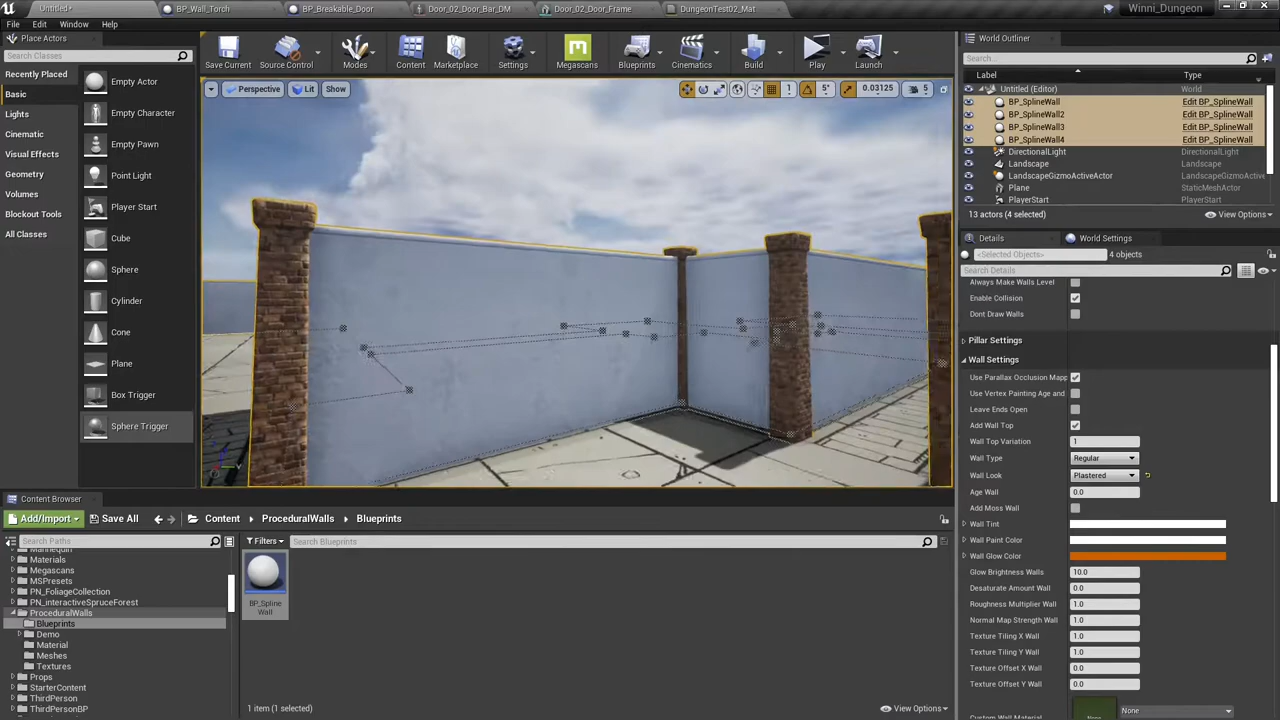 Untitled*
BP_Wall_Torch
BP_Breakable_Door
Door_02_Door_Bar_DM
Door_02_Door_Frame
DungeonTest02_Mat
Winni_Dungeon
File Edit Window Help
Place Actors
Search Classes
Recently Placed
Basic
Lights
Cinematic
Visual Effects
Geometry
Volumes
Blockout Tools
All Classes
Empty Actor
Empty Character
Empty Pawn
Point Light
Player Start
Cube
Sphere
Cylinder
Cone
Plane
Box Trigger
Sphere Trigger
Save Current
Source Control
Modes
Content
Marketplace
Settings
Megascans
Blueprints
Cinematics
Build
Play
Launch
Perspective
Lit
Show
1
5°
0.03125
5
World Outliner
Search...
Label Type
Untitled (Editor) World
BP_SplineWall Edit BP_SplineWall
BP_SplineWall2 Edit BP_SplineWall
BP_SplineWall3 Edit BP_SplineWall
BP_SplineWall4 Edit BP_SplineWall
DirectionalLight DirectionalLight
Landscape Landscape
LandscapeGizmoActiveActor LandscapeGizmoActive
Plane StaticMeshActor
PlayerStart PlayerStart
13 actors (4 selected)
View Options
Details
World Settings
<Selected Objects> 4 objects
Search Details
Always Make Walls Level
Enable Collision
Dont Draw Walls
Pillar Settings
Wall Settings
Use Parallax Occlusion Mapp
Use Vertex Painting Age and
Leave Ends Open
Add Wall Top
Wall Top Variation 1
Wall Type Regular
Wall Look Plastered
Age Wall 0.0
Add Moss Wall
Wall Tint
Wall Paint Color
Wall Glow Color
Glow Brightness Walls 10.0
Desaturate Amount Wall 0.0
Roughness Multiplier Wall 1.0
Normal Map Strength Wall 1.0
Texture Tiling X Wall 1.0
Texture Tiling Y Wall 1.0
Texture Offset X Wall 0.0
Texture Offset Y Wall 0.0
Custom Wall Material None None
Content Browser
Add/Import
Save All
Content
ProceduralWalls
Blueprints
Search Paths
Filters
Search Blueprints
Mannequin
Materials
Megascans
MSPresets
PN_FoliageCollection
PN_interactiveSpruceForest
ProceduralWalls
Blueprints
Demo
Material
Meshes
Textures
Props
StarterContent
ThirdPerson
ThirdPersonBP
BP_Spline
Wall
1 item (1 selected)
View Options